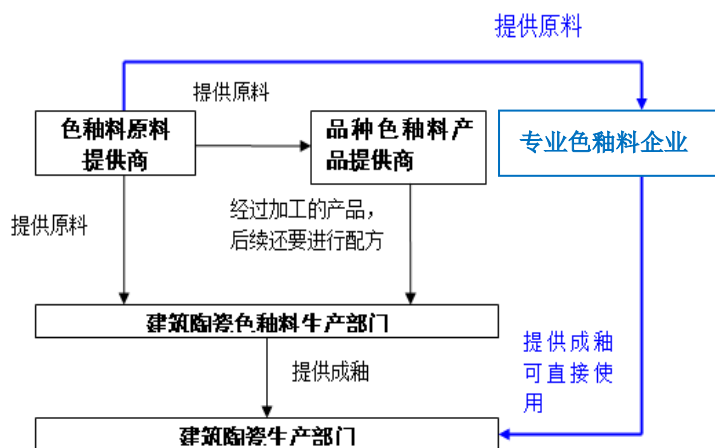 提供原料
提供原料
色釉料原料
提供商
品种色釉料产
品提供商
专业色釉料企业
提供原料
经过加工的产品，
后续还要进行配方
建筑陶瓷色釉料生产部门
提供成釉
提供成釉
可直接使
用
建筑陶瓷生产部门